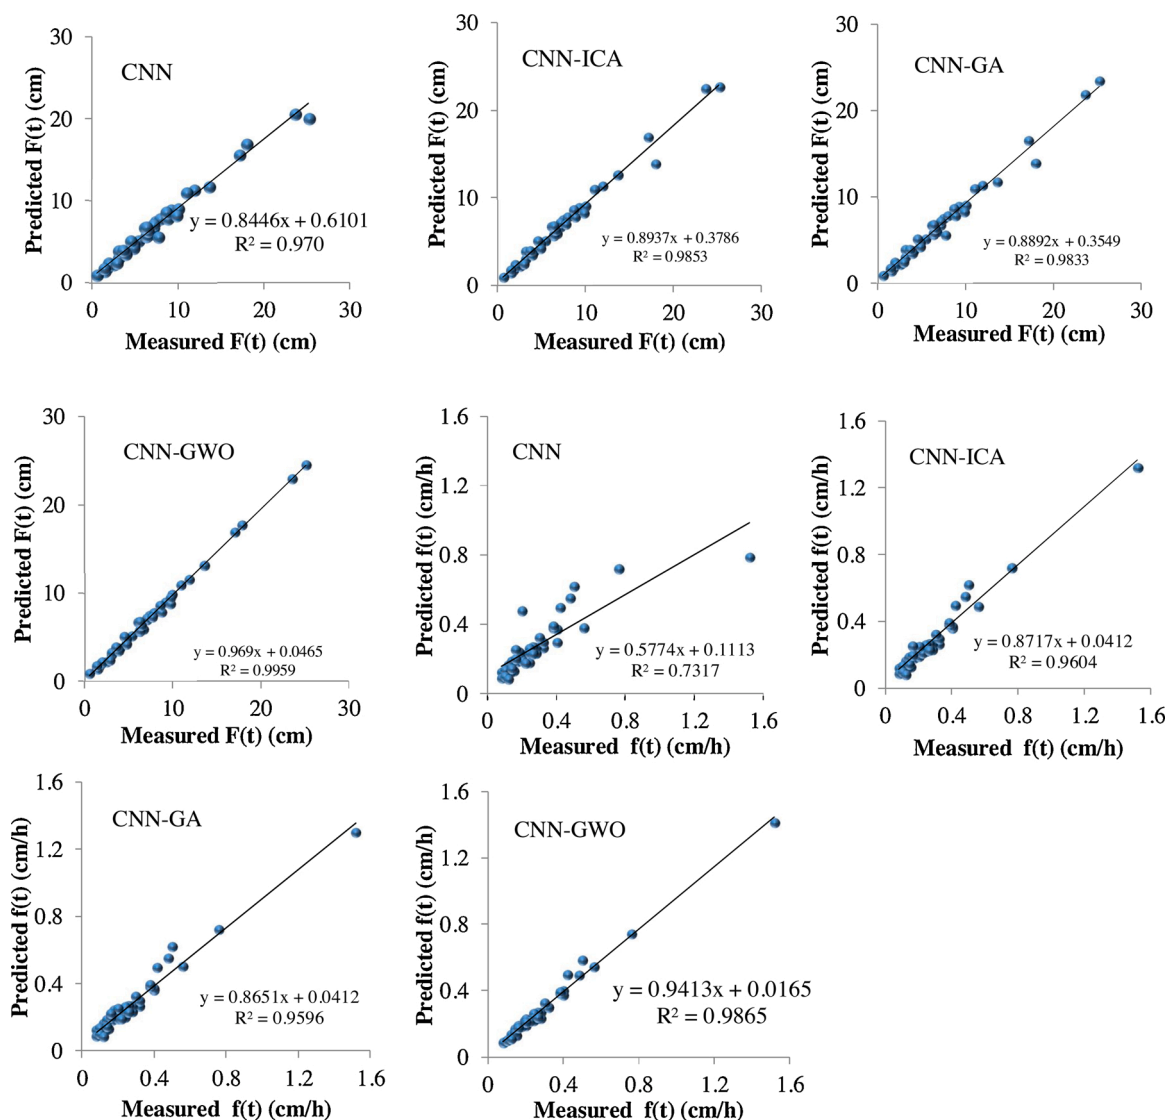 CNN
Predicted F(t) (cm)
30
20
10
0
y = 0.8446x + 0.6101
R² = 0.970
0 10 20 30
Measured F(t) (cm)
CNN-ICA
Predicted F(t) (cm)
30
20
10
0
y = 0.8937x + 0.3786
R² = 0.9853
0 10 20 30
Measured F(t) (cm)
CNN-GA
Predicted F(t) (cm)
30
20
10
0
y = 0.8892x + 0.3549
R² = 0.9833
0 10 20 30
Measured F(t) (cm)
CNN-GWO
Predicted F(t) (cm)
30
20
10
0
y = 0.969x + 0.0465
R² = 0.9959
0 10 20 30
Measured F(t) (cm)
CNN
Predicted f(t) (cm/h)
1.6
1.2
0.8
0.4
0
y = 0.5774x + 0.1113
R² = 0.7317
0 0.4 0.8 1.2 1.6
Measured f(t) (cm/h)
CNN-ICA
Predicted f(t) (cm/h)
1.6
1.2
0.8
0.4
0
y = 0.8717x + 0.0412
R² = 0.9604
0 0.4 0.8 1.2 1.6
Measured f(t) (cm/h)
CNN-GA
Predicted f(t) (cm/h)
1.6
1.2
0.8
0.4
0
y = 0.8651x + 0.0412
R² = 0.9596
0 0.4 0.8 1.2 1.6
Measured f(t) (cm/h)
CNN-GWO
Predicted f(t) (cm/h)
1.6
1.2
0.8
0.4
0
y = 0.9413x + 0.0165
R² = 0.9865
0 0.4 0.8 1.2 1.6
Measured f(t) (cm/h)